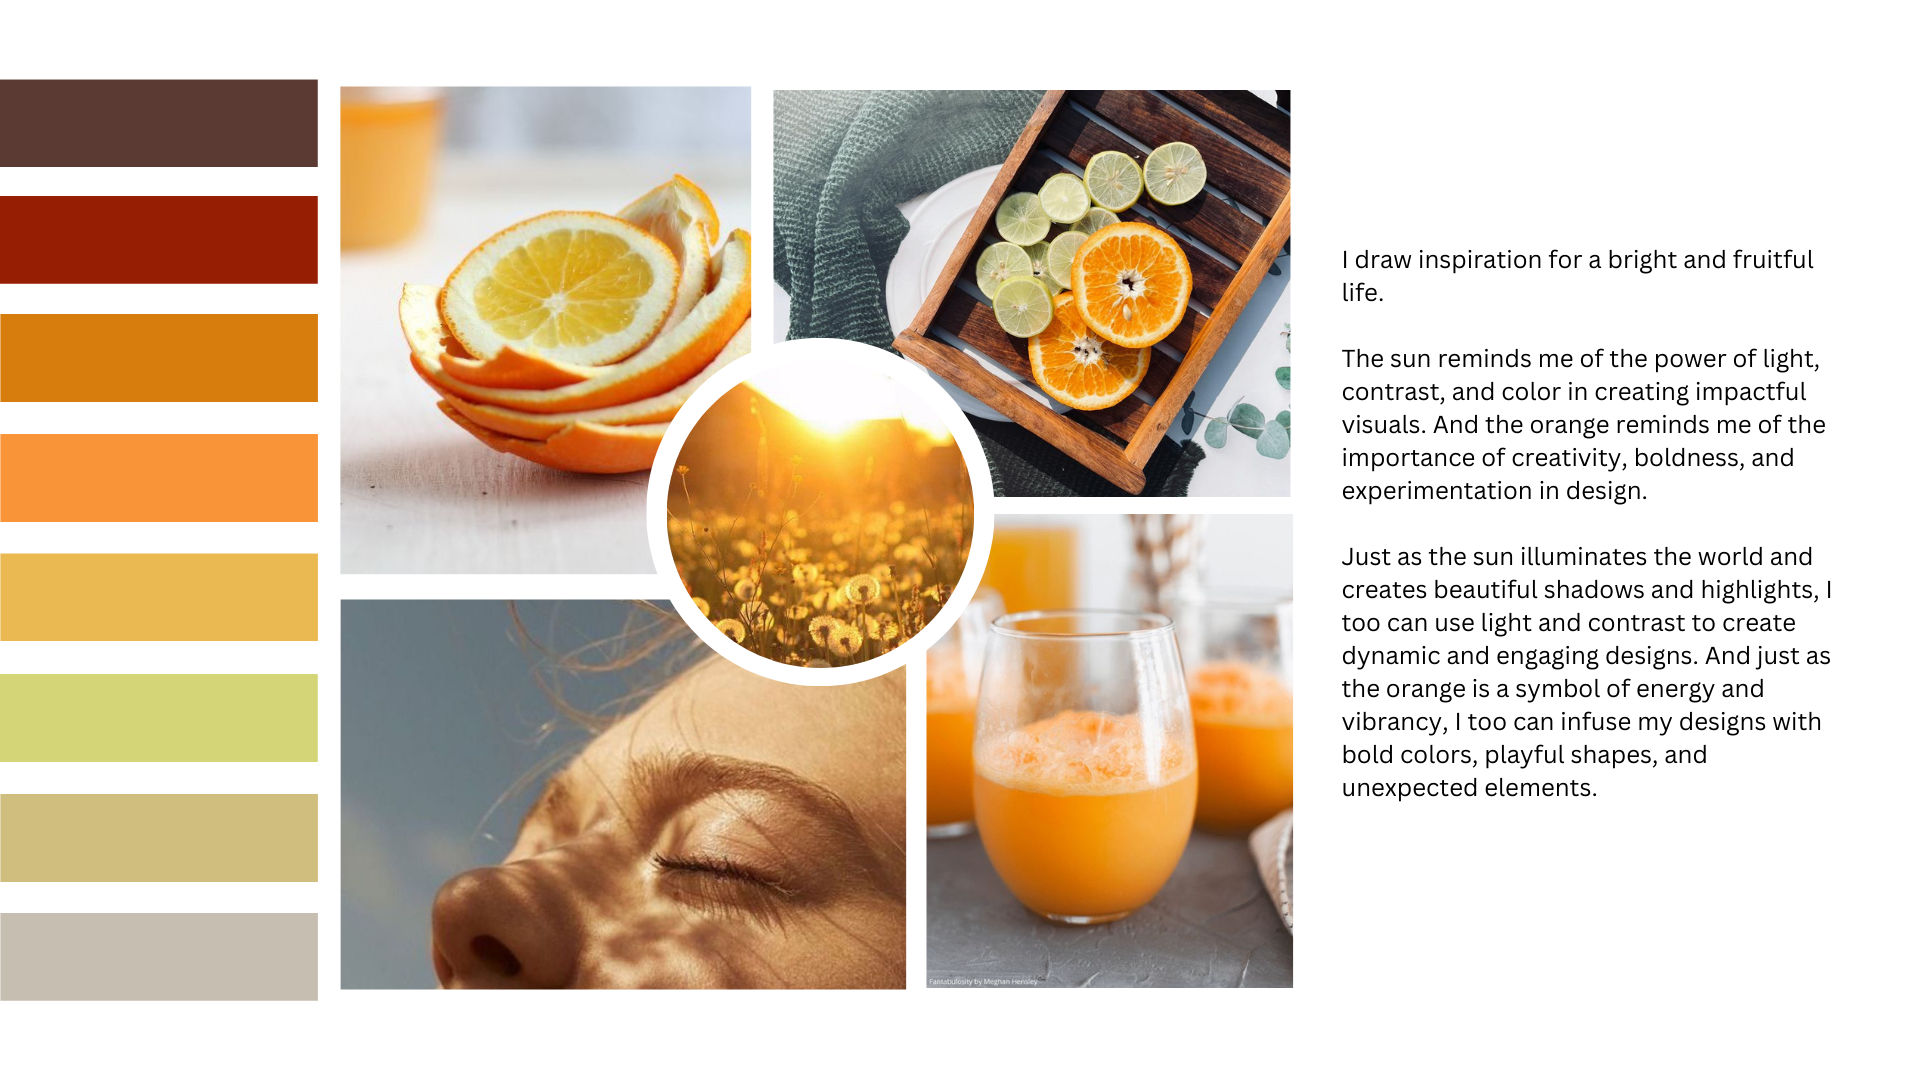 I draw inspiration for a bright and fruitful
life.
The sun reminds me of the power of light,
contrast, and color in creating impactful
visuals. And the orange reminds me of the
importance of creativity, boldness, and
experimentation in design.
Just as the sun illuminates the world and
creates beautiful shadows and highlights, I
too can use light and contrast to create
dynamic and engaging designs. And just as
the orange is a symbol of energy and
vibrancy, I too can infuse my designs with
bold colors, playful shapes, and
unexpected elements.
Fantabulosity by Meghan Hensley